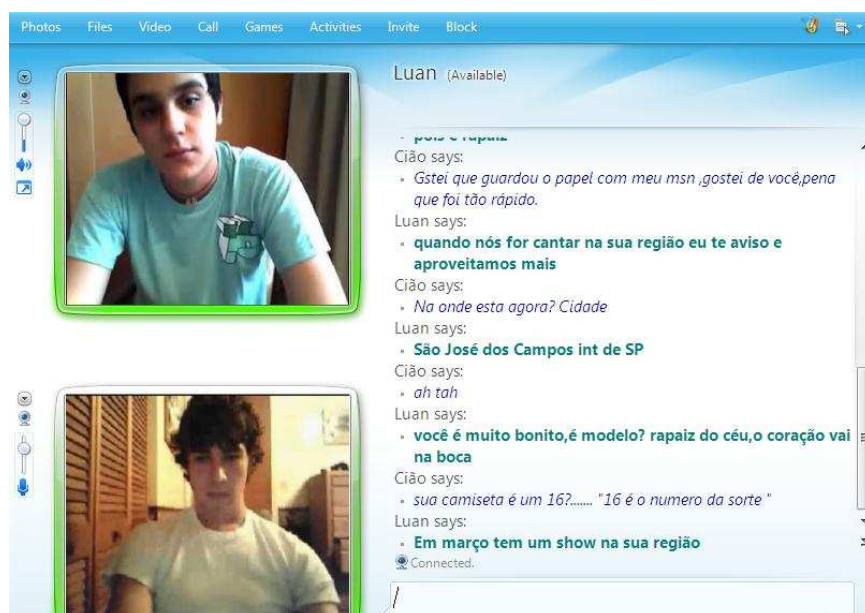 Photos Files Video Call Games Activities Invite Block
Luan (Available)
pois é rapaiz
Cião says:
Gstei que guardou o papel com meu msn ,gostei de você,pena
que foi tão rápido.
Luan says:
quando nós for cantar na sua região eu te aviso e
aproveitamos mais
Cião says:
Na onde esta agora? Cidade
Luan says:
São José dos Campos int de SP
Cião says:
ah tah
Luan says:
você é muito bonito,é modelo? rapaiz do céu,o coração vai
na boca
Cião says:
sua camiseta é um 16?....... "16 é o numero da sorte "
Luan says:
Em março tem um show na sua região
Connected.